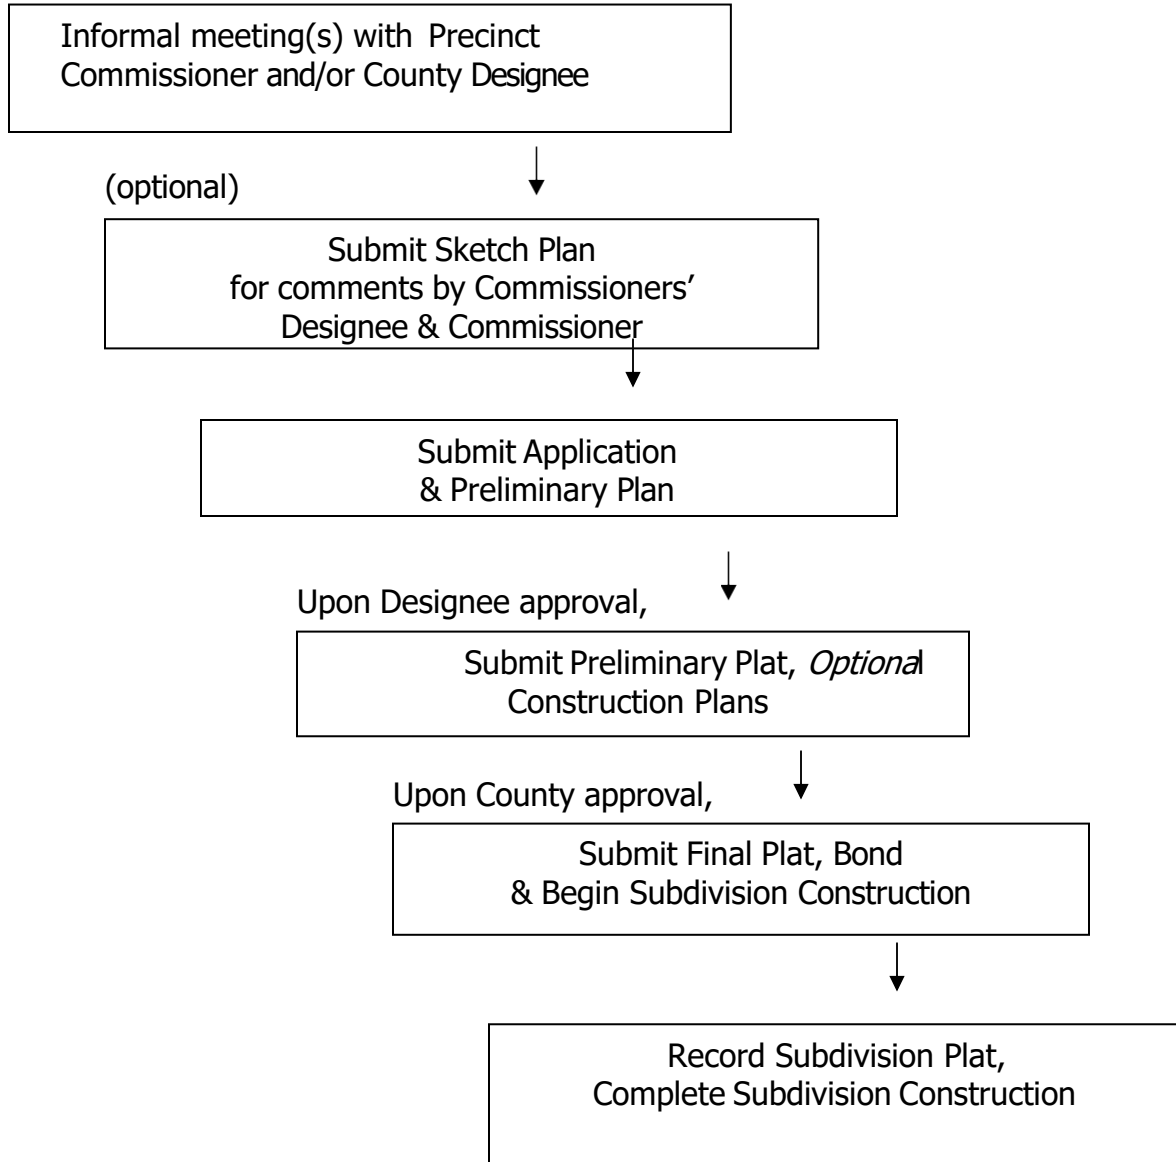 Informal meeting(s) with Precinct
Commissioner and/or County Designee
(optional)
Submit Sketch Plan
for comments by Commissioners’
Designee & Commissioner
Submit Application
& Preliminary Plan
Upon Designee approval,
Submit Preliminary Plat, Optional
Construction Plans
Upon County approval,
Submit Final Plat, Bond
& Begin Subdivision Construction
Record Subdivision Plat,
Complete Subdivision Construction